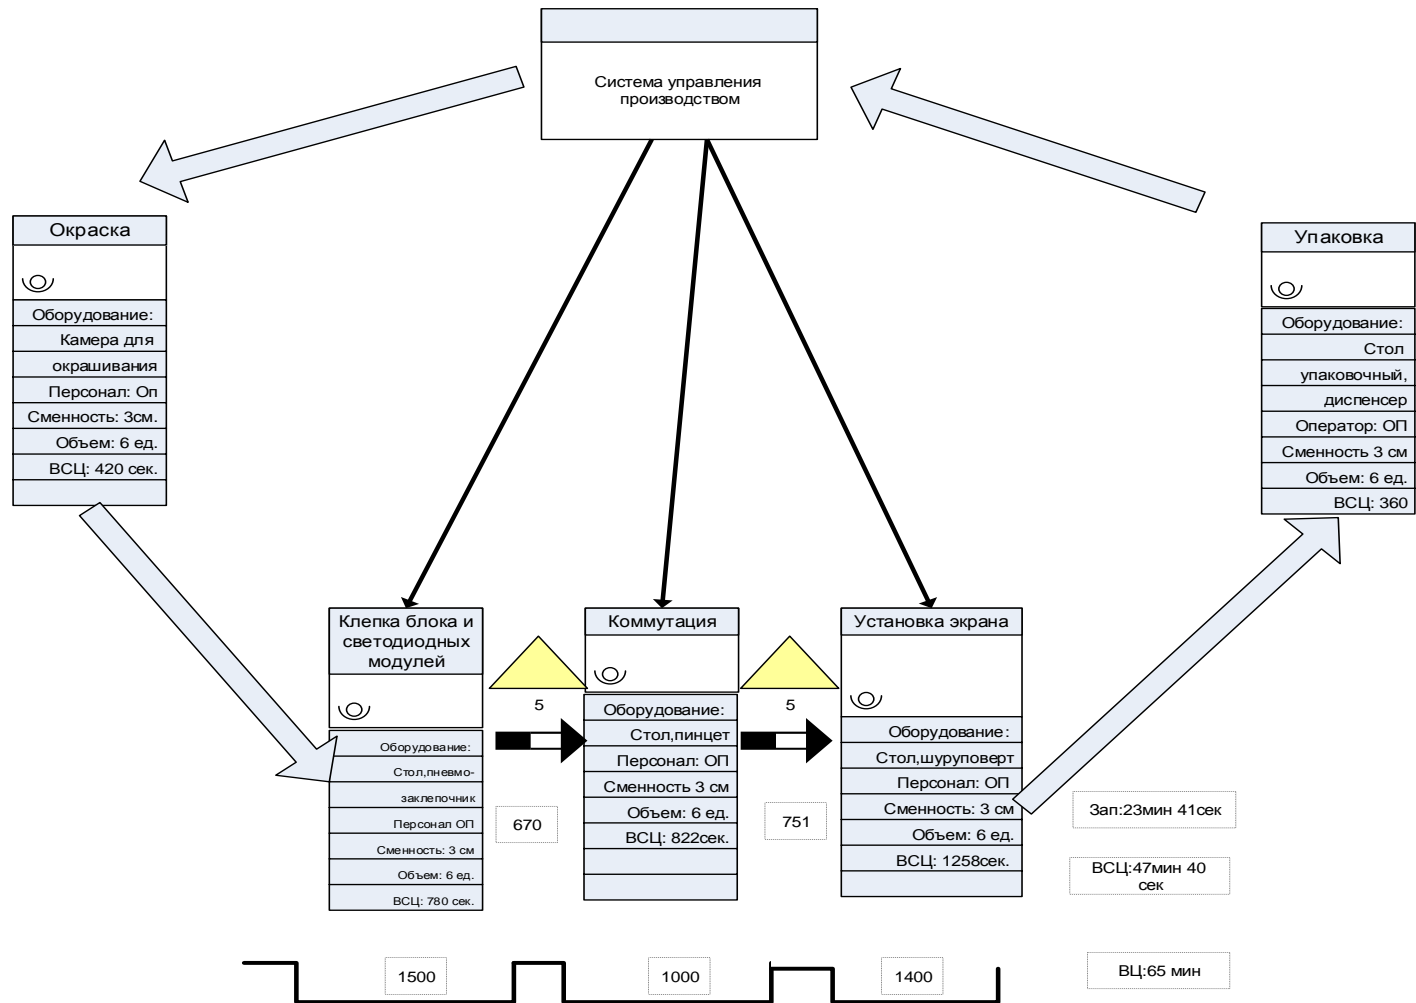 Система управления
производством
Окраска
Оборудование:
Камера для
окрашивания
Персонал: Оп
Сменность: 3см.
Объем: 6 ед.
ВСЦ: 420 сек.
Упаковка
Оборудование:
Стол
упаковочный,
диспенсер
Оператор: ОП
Сменность 3 см
Объем: 6 ед.
ВСЦ: 360
Клепка блока и
светодиодных
модулей
Оборудование:
Стол,пневмо-
заклепочник
Персонал ОП
Сменность: 3 см
Объем: 6 ед.
ВСЦ: 780 сек.
5
670
Коммутация
Оборудование:
Стол,пинцет
Персонал: ОП
Сменность 3 см
Объем: 6 ед.
ВСЦ: 822сек.
5
751
Установка экрана
Оборудование:
Стол,шуруповерт
Персонал: ОП
Сменность: 3 см
Объем: 6 ед.
ВСЦ: 1258сек.
Зап:23мин 41сек
ВСЦ:47мин 40
сек
1500
1000
1400
ВЦ:65 мин